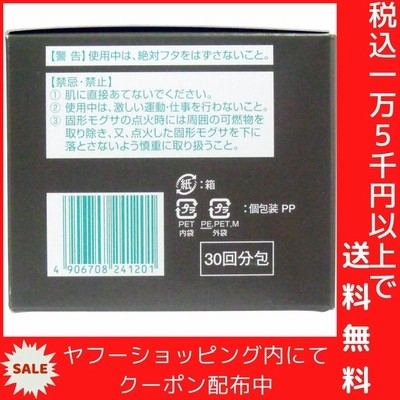 【警告】使用中は、絶対フタをはずさないこと。
【禁忌・禁止】
① 肌に直接あてないでください。
② 使用中は、激しい運動・仕事を行わないこと。
③ 固形モグサの点火時には周囲の可燃物
を取り除き、又、点火した固形モグサを下に
落とさないよう慎重に取り扱うこと。
紙:箱
プラ プラ :個包装 PP
PET PE,PET,M
内袋 外袋
30回分包
4 906708 241201
税込一万5千円以上で
送料無料
SALE
ヤフーショッピング内にて
クーポン配布中